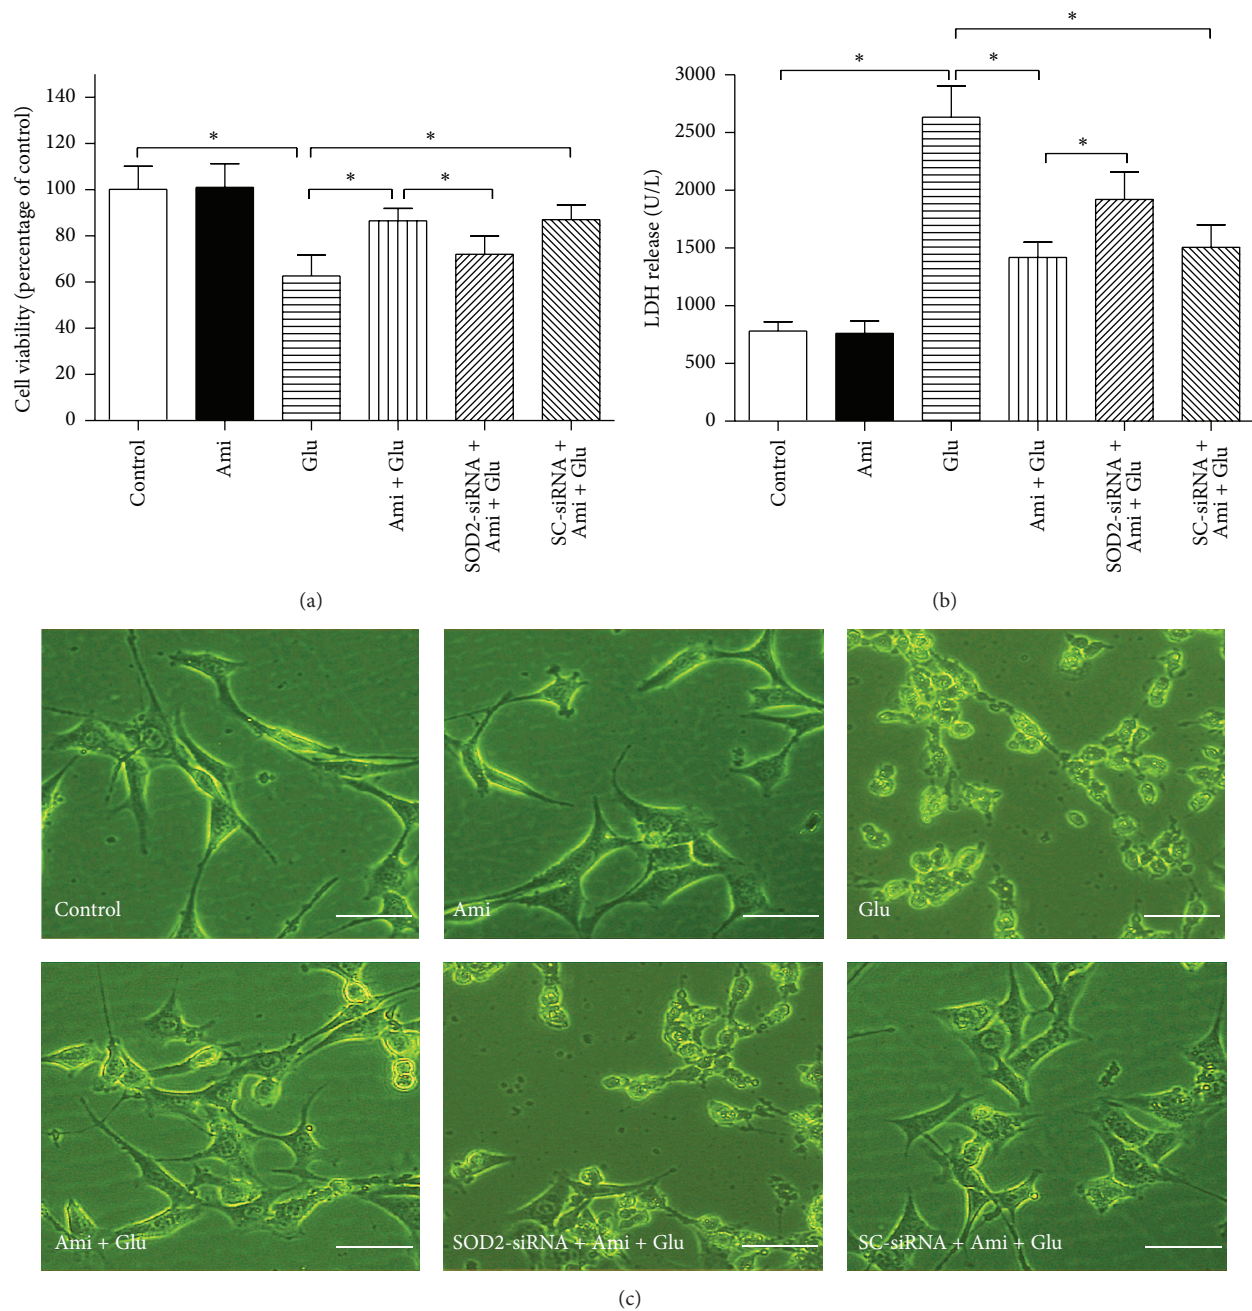 Cell viability (percentage of control)
140
120
100
80
60
40
20
0
*
*
*
*
Control
Ami
Glu
Ami + Glu
SOD2-siRNA +
Ami + Glu
SC-siRNA +
Ami + Glu
(a)
LDH release (U/L)
3000
2500
2000
1500
1000
500
0
*
*
*
*
Control
Ami
Glu
Ami + Glu
SOD2-siRNA +
Ami + Glu
SC-siRNA +
Ami + Glu
(b)
Control
Ami
Glu
Ami + Glu
SOD2-siRNA + Ami + Glu
SC-siRNA + Ami + Glu
(c)